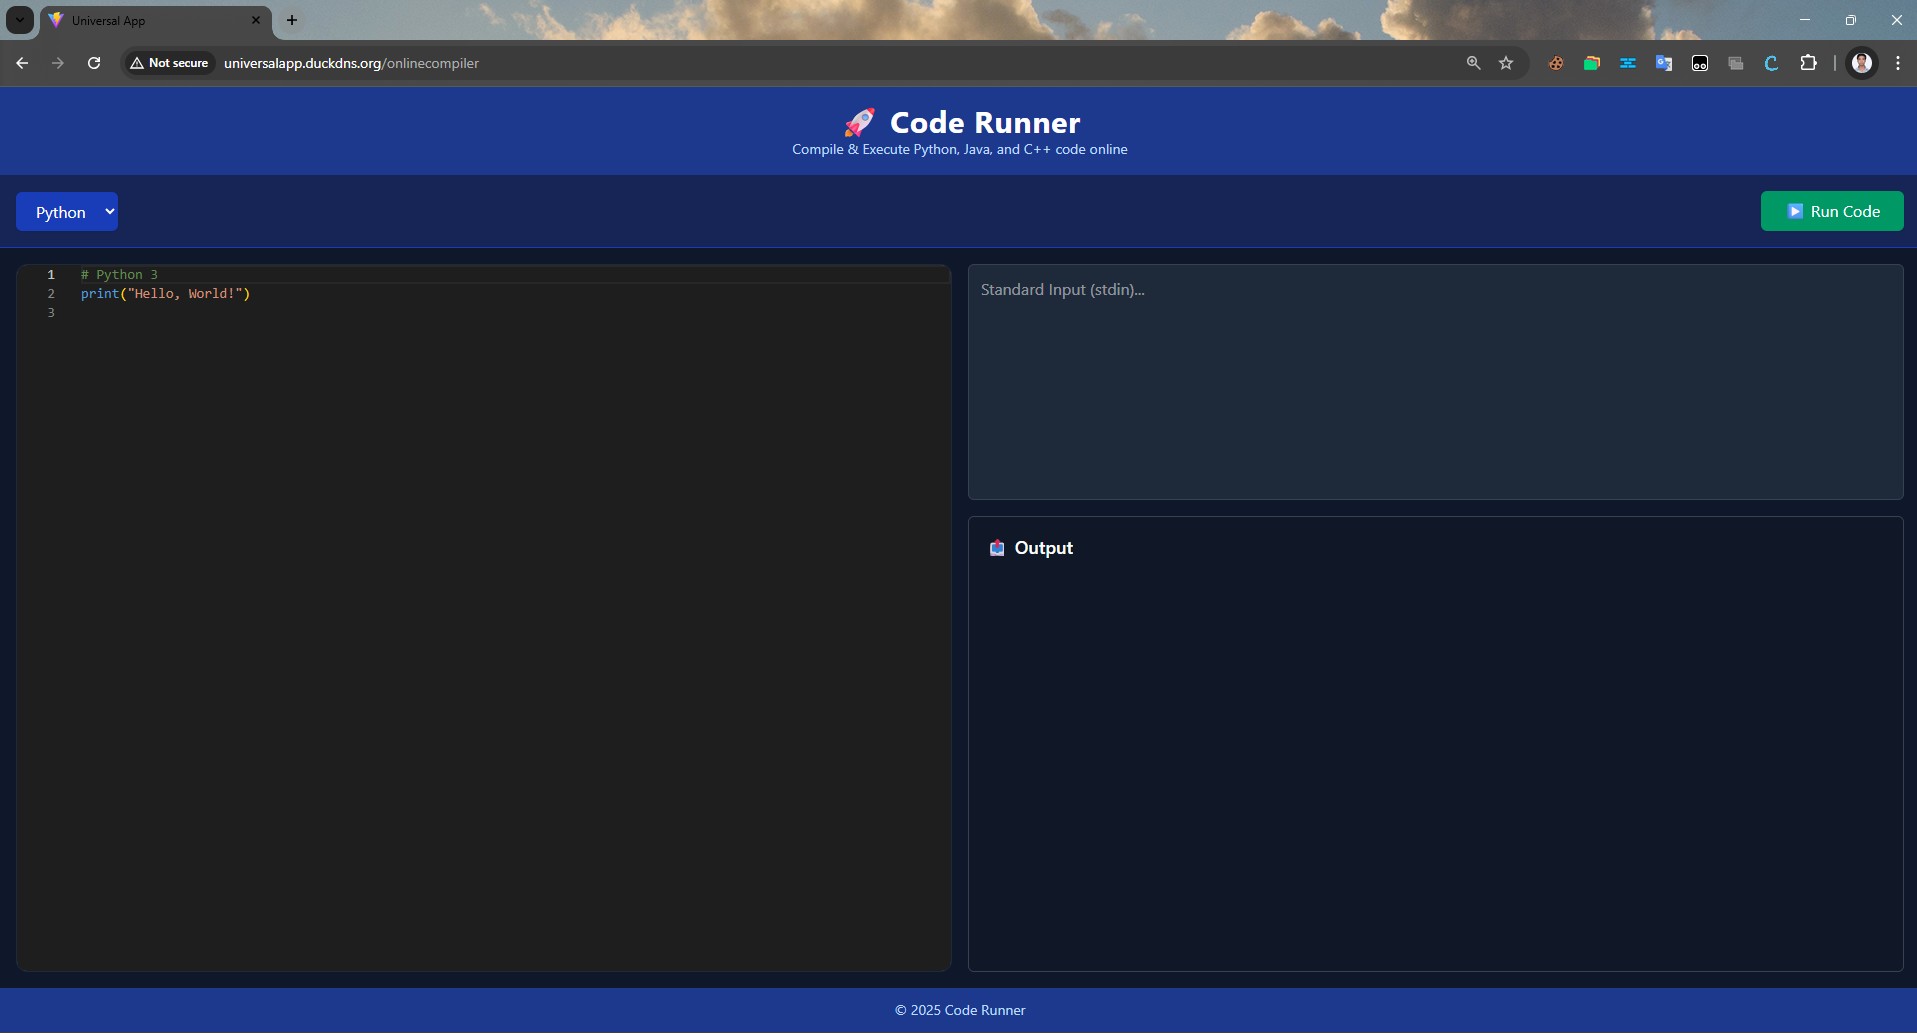 Universal App
Not secure
universalapp.duckdns.org/onlinecompiler
Code Runner
Compile & Execute Python, Java, and C++ code online
Python
Run Code
1 # Python 3
2 print("Hello, World!")
3
Standard Input (stdin)...
Output
© 2025 Code Runner